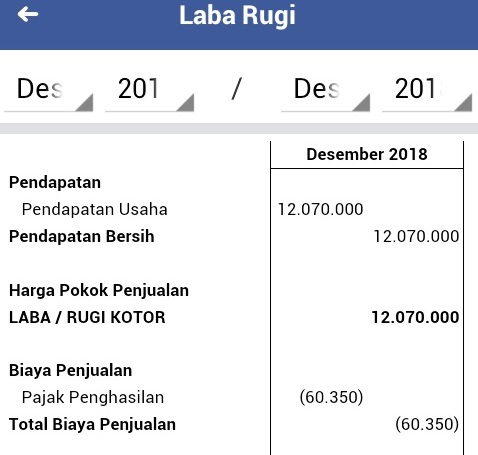 Laba Rugi
Des 201 / Des 201
Desember 2018
Pendapatan
Pendapatan Usaha 12.070.000
Pendapatan Bersih 12.070.000
Harga Pokok Penjualan
LABA / RUGI KOTOR 12.070.000
Biaya Penjualan
Pajak Penghasilan (60.350)
Total Biaya Penjualan (60.350)